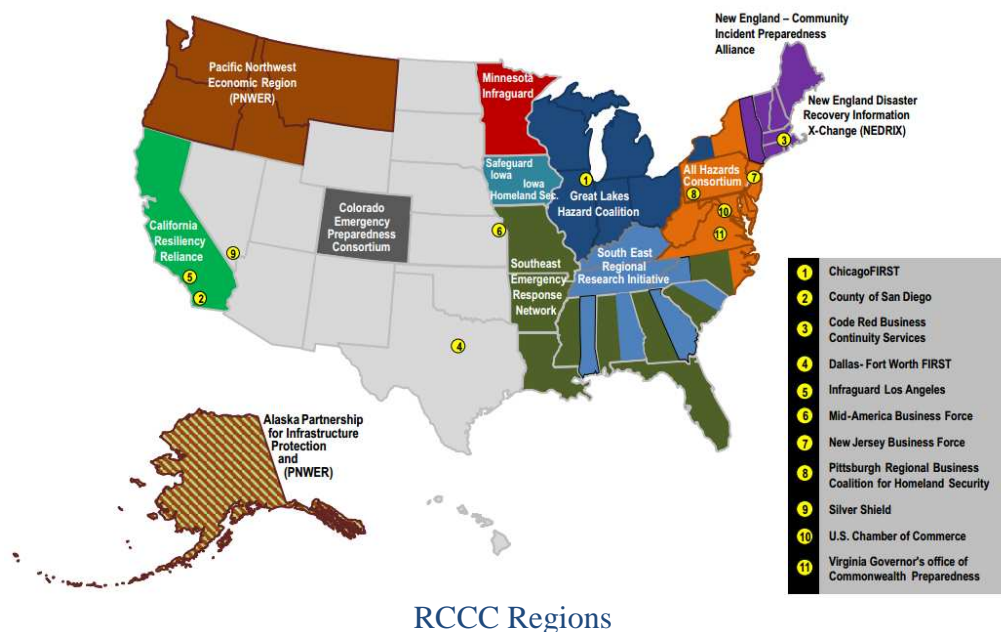 New England – Community
Incident Preparedness
Alliance
Pacific Northwest
Economic Region
(PNWER)
Minnesota
Infraguard
New England Disaster
Recovery Information
X-Change (NEDRIX)
3
Safeguard
Iowa
Iowa
Homeland Sec.
1
Great Lakes
Hazard Coalition
All Hazards
Consortium
7
8
10
11
Colorado
Emergency
Preparedness
Consortium
California
Resiliency
Reliance
9
5
2
6
Southeast
Emergency
Response
Network
South East
Regional
Research Initiative
4
Alaska Partnership
for Infrastructure
Protection
and
(PNWER)
1 ChicagoFIRST
2 County of San Diego
3 Code Red Business
Continuity Services
4 Dallas- Fort Worth FIRST
5 Infraguard Los Angeles
6 Mid-America Business Force
7 New Jersey Business Force
8 Pittsburgh Regional Business
Coalition for Homeland Security
9 Silver Shield
10 U.S. Chamber of Commerce
11 Virginia Governor's office of
Commonwealth Preparedness
RCCC Regions